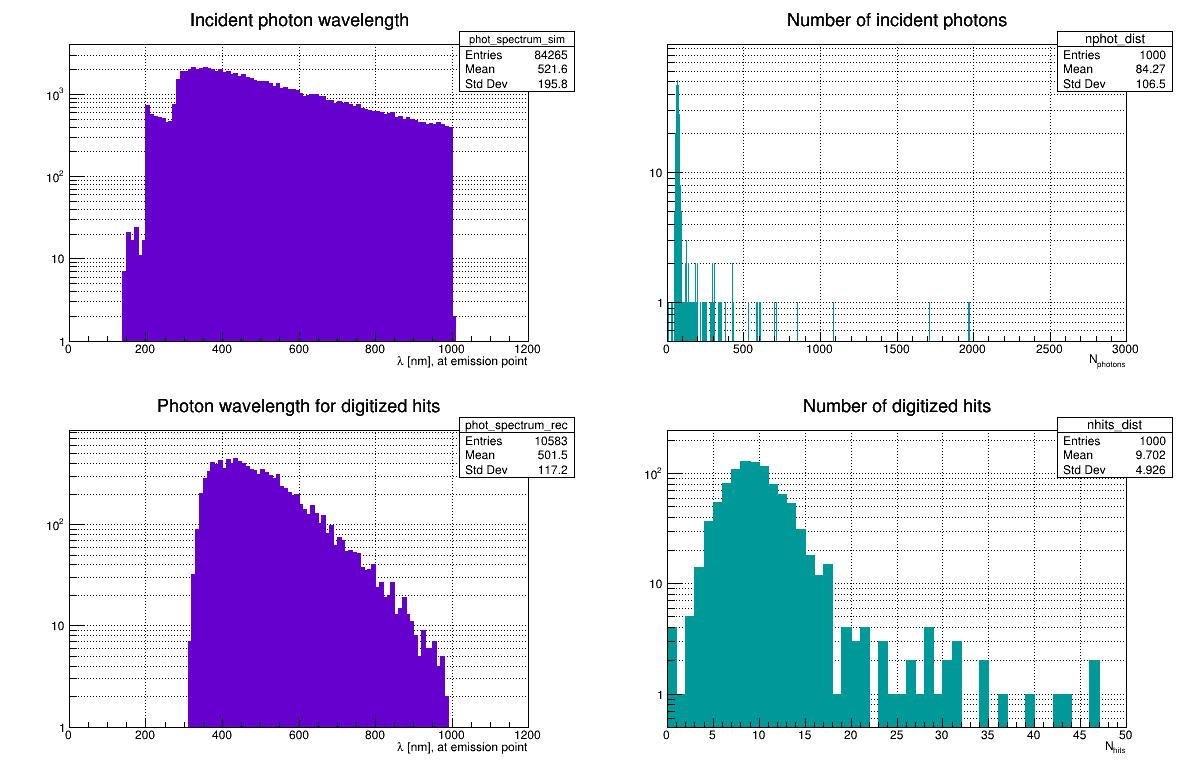 Incident photon wavelength
phot_spectrum_sim
Entries 84265
Mean 521.6
Std Dev 195.8
10³
10²
10
1
0 200 400 600 800 1000 1200
λ [nm], at emission point
Number of incident photons
nphot_dist
Entries 1000
Mean 84.27
Std Dev 106.5
10
1
0 500 1000 1500 2000 2500 3000
Nphotons
Photon wavelength for digitized hits
phot_spectrum_rec
Entries 10583
Mean 501.5
Std Dev 117.2
10²
10
1
0 200 400 600 800 1000 1200
λ [nm], at emission point
Number of digitized hits
nhits_dist
Entries 1000
Mean 9.702
Std Dev 4.926
10²
10
1
0 5 10 15 20 25 30 35 40 45 50
Nhits